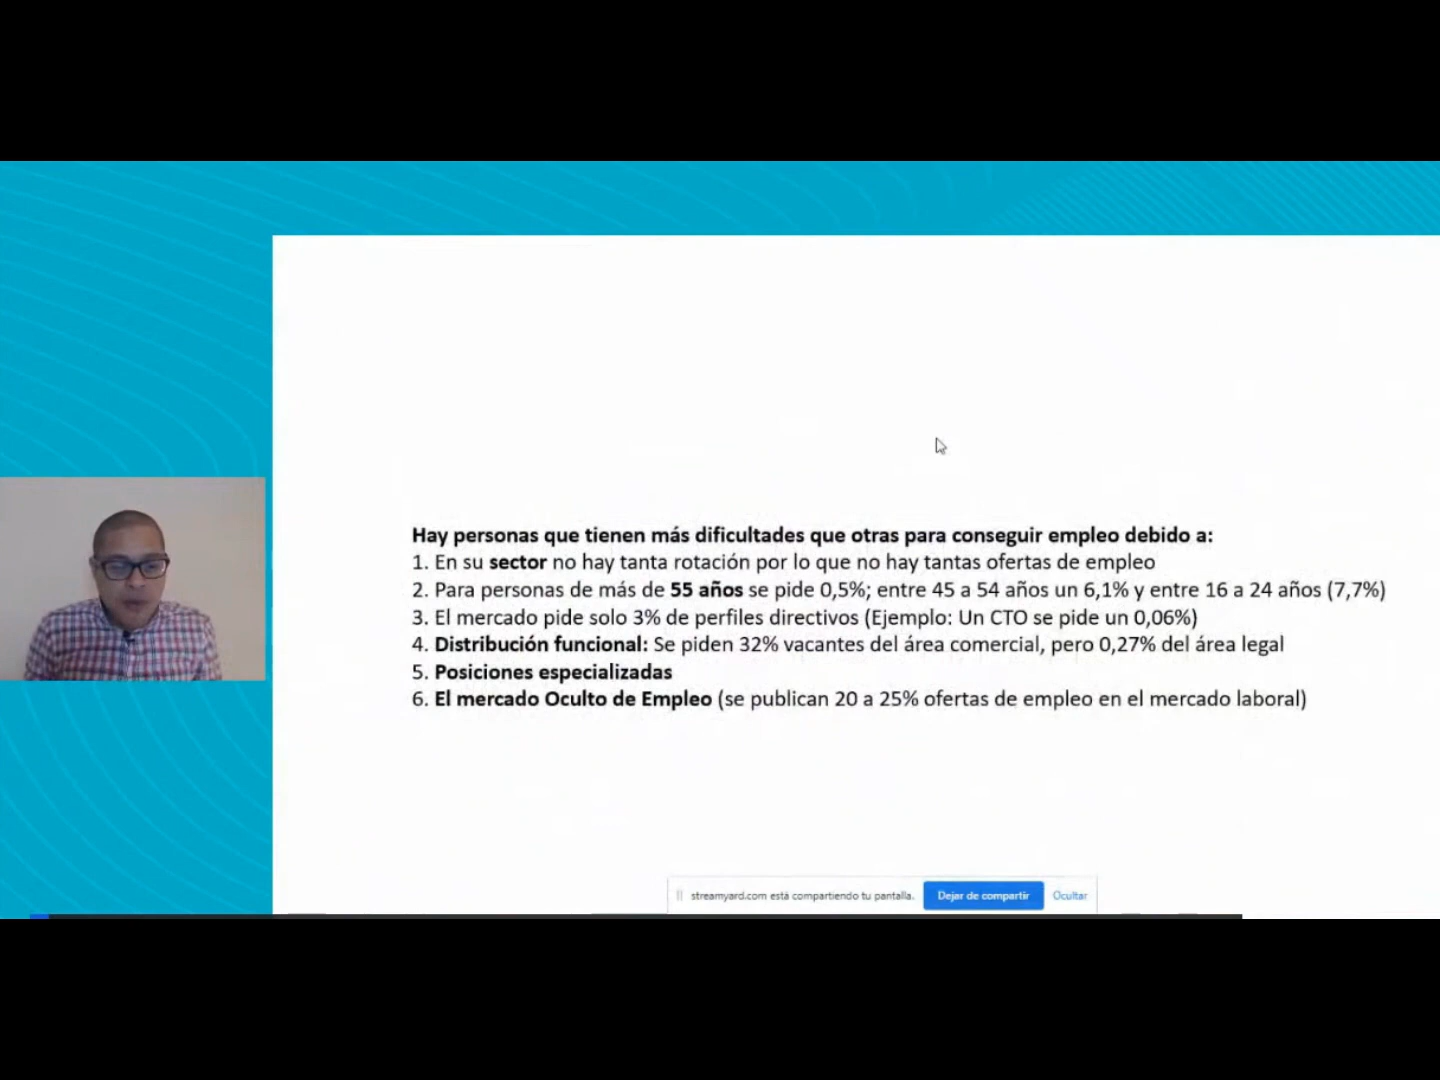 Hay personas que tienen más dificultades que otras para conseguir empleo debido a:
1. En su sector no hay tanta rotación por lo que no hay tantas ofertas de empleo
2. Para personas de más de 55 años se pide 0,5%; entre 45 a 54 años un 6,1% y entre 16 a 24 años (7,7%)
3. El mercado pide solo 3% de perfiles directivos (Ejemplo: Un CTO se pide un 0,06%)
4. Distribución funcional: Se piden 32% vacantes del área comercial, pero 0,27% del área legal
5. Posiciones especializadas
6. El mercado Oculto de Empleo (se publican 20 a 25% ofertas de empleo en el mercado laboral)
streamyard.com está compartiendo tu pantalla. Dejar de compartir Ocultar